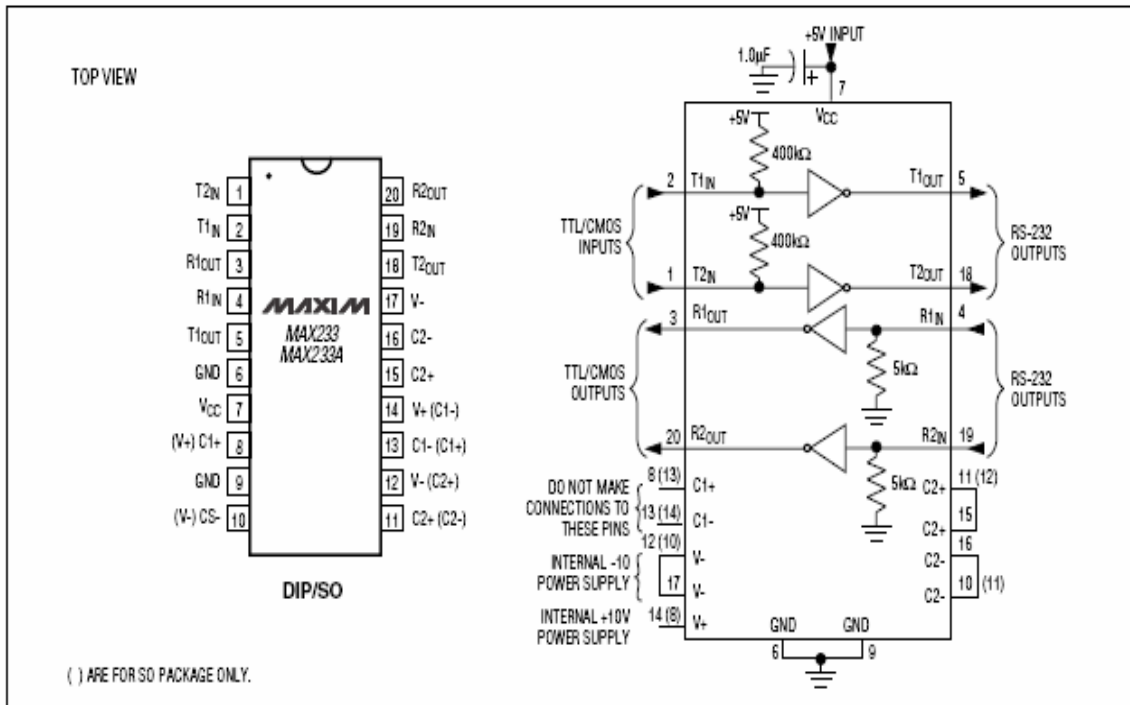 TOP VIEW
T2IN 1
T1IN 2
R1OUT 3
R1IN 4
T1OUT 5
GND 6
VCC 7
(V+) C1+ 8
GND 9
(V-) CS- 10
20 R2OUT
19 R2IN
18 T2OUT
17 V-
16 C2-
15 C2+
14 V+ (C1-)
13 C1- (C1+)
12 V- (C2+)
11 C2+ (C2-)
MAXIM
MAX233
MAX233A
DIP/SO
( ) ARE FOR SO PACKAGE ONLY.
+5V INPUT
1.0µF
+
7
VCC
+5V
400kΩ
2 T1IN
T1OUT 5
+5V
400kΩ
TTL/CMOS
INPUTS
RS-232
OUTPUTS
1 T2IN
T2OUT 18
3 R1OUT
R1IN 4
5kΩ
TTL/CMOS
OUTPUTS
RS-232
OUTPUTS
20 R2OUT
R2IN 19
5kΩ
8 (13) C1+
13 (14) C1-
DO NOT MAKE
CONNECTIONS TO
THESE PINS
12 (10) V-
17 V-
INTERNAL -10
POWER SUPPLY
14 (8) V+
INTERNAL +10V
POWER SUPPLY
C2+ 11 (12)
C2+ 15
C2- 16
C2- 10 (11)
GND GND
6 9